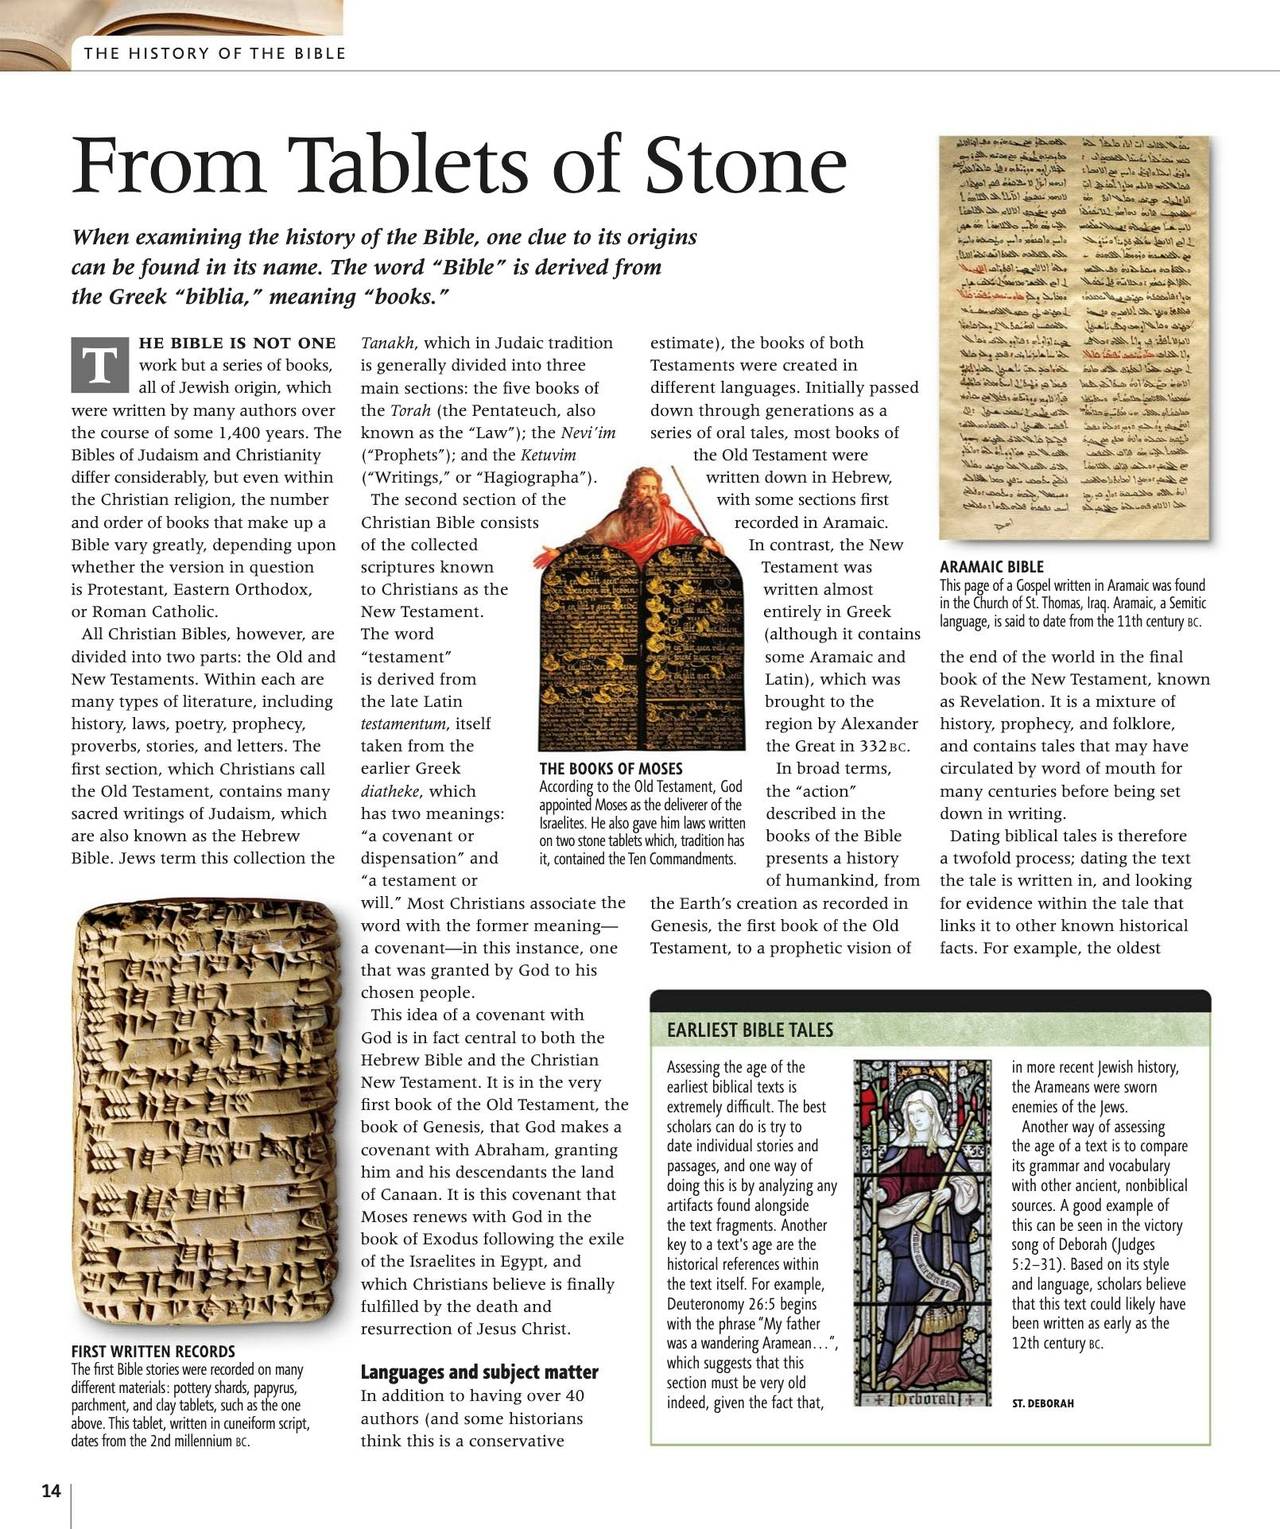 THE HISTORY OF THE BIBLE
From Tablets of Stone
When examining the history of the Bible, one clue to its origins
can be found in its name. The word “Bible” is derived from
the Greek “biblia,” meaning “books.”
THE BIBLE IS NOT ONE
work but a series of books,
all of Jewish origin, which
were written by many authors over
the course of some 1,400 years. The
Bibles of Judaism and Christianity
differ considerably, but even within
the Christian religion, the number
and order of books that make up a
Bible vary greatly, depending upon
whether the version in question
is Protestant, Eastern Orthodox,
or Roman Catholic.
All Christian Bibles, however, are
divided into two parts: the Old and
New Testaments. Within each are
many types of literature, including
history, laws, poetry, prophecy,
proverbs, stories, and letters. The
first section, which Christians call
the Old Testament, contains many
sacred writings of Judaism, which
are also known as the Hebrew
Bible. Jews term this collection the
FIRST WRITTEN RECORDS
The first Bible stories were recorded on many
different materials: pottery shards, papyrus,
parchment, and clay tablets, such as the one
above. This tablet, written in cuneiform script,
dates from the 2nd millennium BC.
Tanakh, which in Judaic tradition
is generally divided into three
main sections: the five books of
the Torah (the Pentateuch, also
known as the “Law”); the Nevi’im
(“Prophets”); and the Ketuvim
(“Writings,” or “Hagiographa”).
The second section of the
Christian Bible consists
of the collected
scriptures known
to Christians as the
New Testament.
The word
“testament”
is derived from
the late Latin
testamentum, itself
taken from the
earlier Greek
diatheke, which
has two meanings:
“a covenant or
dispensation” and
“a testament or
will.” Most Christians associate the
word with the former meaning—
a covenant—in this instance, one
that was granted by God to his
chosen people.
This idea of a covenant with
God is in fact central to both the
Hebrew Bible and the Christian
New Testament. It is in the very
first book of the Old Testament, the
book of Genesis, that God makes a
covenant with Abraham, granting
him and his descendants the land
of Canaan. It is this covenant that
Moses renews with God in the
book of Exodus following the exile
of the Israelites in Egypt, and
which Christians believe is finally
fulfilled by the death and
resurrection of Jesus Christ.
Languages and subject matter
In addition to having over 40
authors (and some historians
think this is a conservative
THE BOOKS OF MOSES
According to the Old Testament, God
appointed Moses as the deliverer of the
Israelites. He also gave him laws written
on two stone tablets which, tradition has
it, contained the Ten Commandments.
estimate), the books of both
Testaments were created in
different languages. Initially passed
down through generations as a
series of oral tales, most books of
the Old Testament were
written down in Hebrew,
with some sections first
recorded in Aramaic.
In contrast, the New
Testament was
written almost
entirely in Greek
(although it contains
some Aramaic and
Latin), which was
brought to the
region by Alexander
the Great in 332 BC.
In broad terms,
the “action”
described in the
books of the Bible
presents a history
of humankind, from
the Earth’s creation as recorded in
Genesis, the first book of the Old
Testament, to a prophetic vision of
ARAMAIC BIBLE
This page of a Gospel written in Aramaic was found
in the Church of St. Thomas, Iraq. Aramaic, a Semitic
language, is said to date from the 11th century BC.
the end of the world in the final
book of the New Testament, known
as Revelation. It is a mixture of
history, prophecy, and folklore,
and contains tales that may have
circulated by word of mouth for
many centuries before being set
down in writing.
Dating biblical tales is therefore
a twofold process; dating the text
the tale is written in, and looking
for evidence within the tale that
links it to other known historical
facts. For example, the oldest
EARLIEST BIBLE TALES
Assessing the age of the
earliest biblical texts is
extremely difficult. The best
scholars can do is try to
date individual stories and
passages, and one way of
doing this is by analyzing any
artifacts found alongside
the text fragments. Another
key to a text's age are the
historical references within
the text itself. For example,
Deuteronomy 26:5 begins
with the phrase “My father
was a wandering Aramean…”,
which suggests that this
section must be very old
indeed, given the fact that,
Deborah
in more recent Jewish history,
the Arameans were sworn
enemies of the Jews.
Another way of assessing
the age of a text is to compare
its grammar and vocabulary
with other ancient, nonbiblical
sources. A good example of
this can be seen in the victory
song of Deborah (Judges
5:2–31). Based on its style
and language, scholars believe
that this text could likely have
been written as early as the
12th century BC.
ST. DEBORAH
14